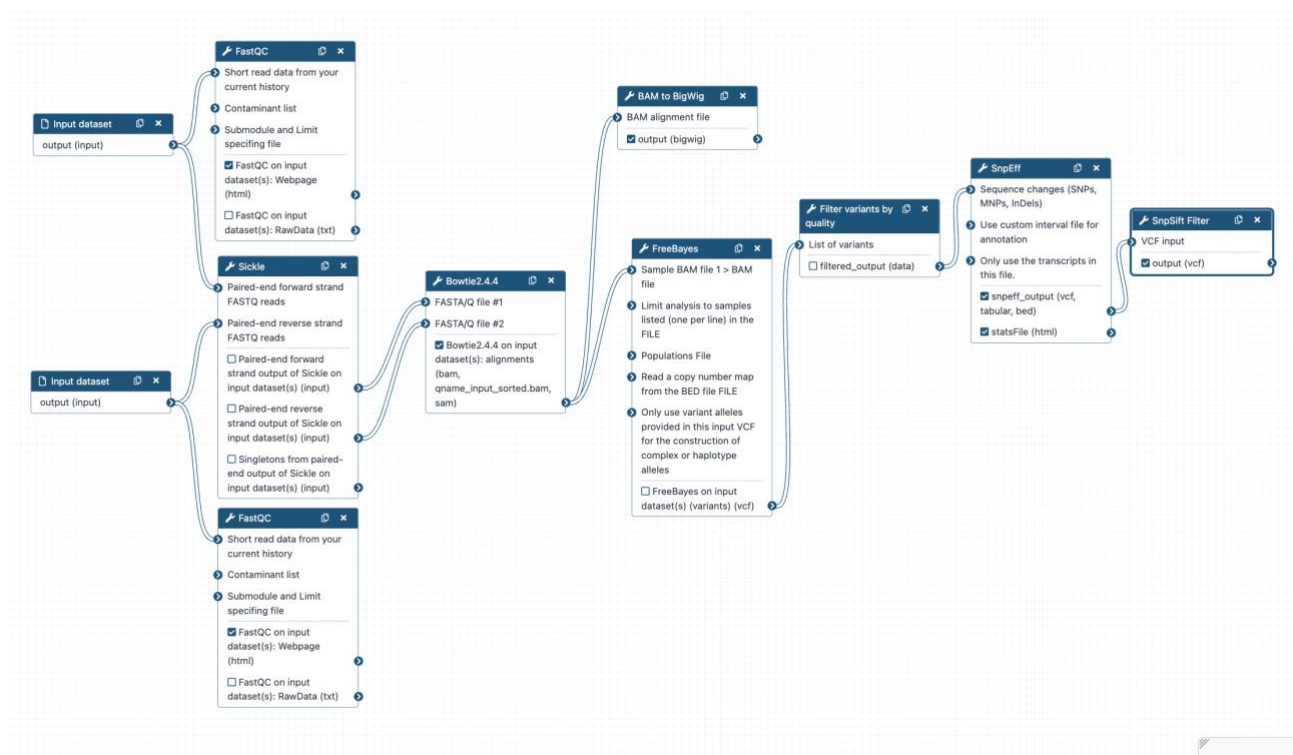 Input dataset
output (input)
Input dataset
output (input)
FastQC
Short read data from your
current history
Contaminant list
Submodule and Limit
specifing file
FastQC on input
dataset(s): Webpage
(html)
FastQC on input
dataset(s): RawData (txt)
Sickle
Paired-end forward strand
FASTQ reads
Paired-end reverse strand
FASTQ reads
Paired-end forward
strand output of Sickle on
input dataset(s) (input)
Paired-end reverse
strand output of Sickle on
input dataset(s) (input)
Singletons from paired-
end output of Sickle on
input dataset(s) (input)
FastQC
Short read data from your
current history
Contaminant list
Submodule and Limit
specifing file
FastQC on input
dataset(s): Webpage
(html)
FastQC on input
dataset(s): RawData (txt)
Bowtie2.4.4
FASTA/Q file #1
FASTA/Q file #2
Bowtie2.4.4 on input
dataset(s): alignments
(bam,
qname_input_sorted.bam,
sam)
BAM to BigWig
BAM alignment file
output (bigwig)
FreeBayes
Sample BAM file 1 > BAM
file
Limit analysis to samples
listed (one per line) in the
FILE
Populations File
Read a copy number map
from the BED file FILE
Only use variant alleles
provided in this input VCF
for the construction of
complex or haplotype
alleles
FreeBayes on input
dataset(s) (variants) (vcf)
Filter variants by
quality
List of variants
filtered_output (data)
SnpEff
Sequence changes (SNPs,
MNPs, InDels)
Use custom interval file for
annotation
Only use the transcripts in
this file.
snpeff_output (vcf,
tabular, bed)
statsFile (html)
SnpSift Filter
VCF input
output (vcf)